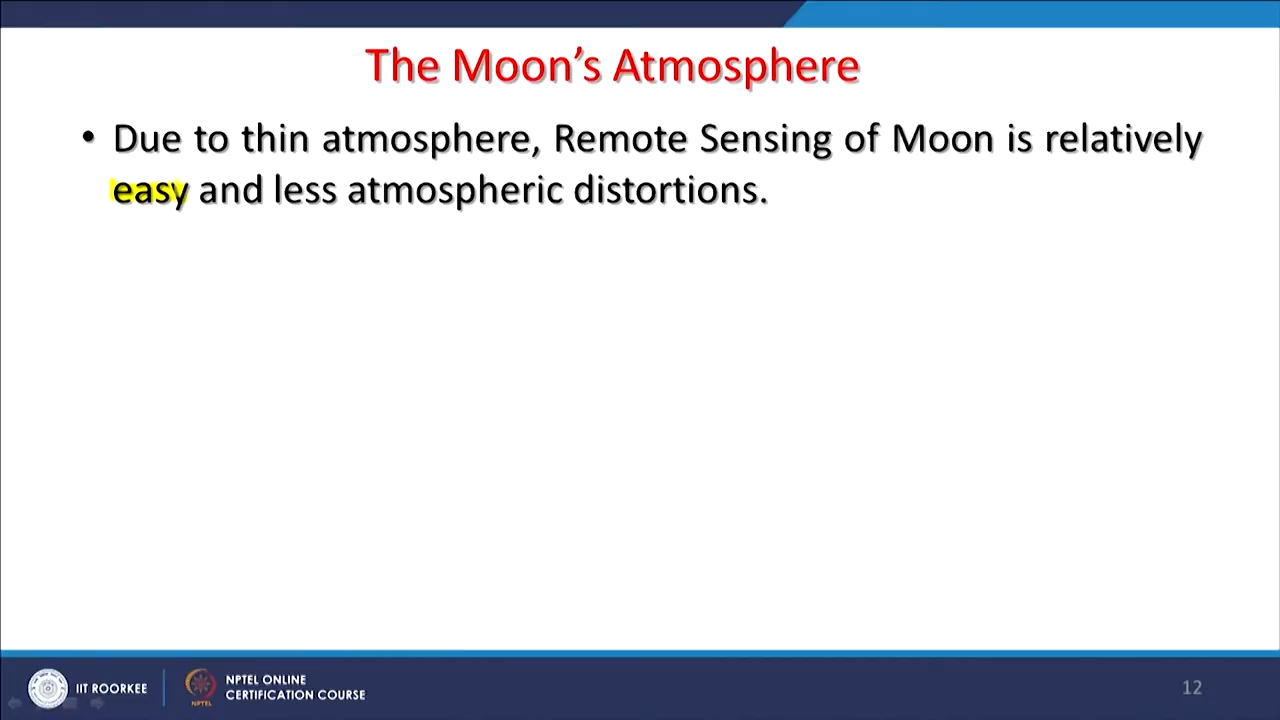 The Moon’s Atmosphere
• Due to thin atmosphere, Remote Sensing of Moon is relatively
easy and less atmospheric distortions.
IIT ROORKEE
NPTEL
NPTEL ONLINE
CERTIFICATION COURSE
12